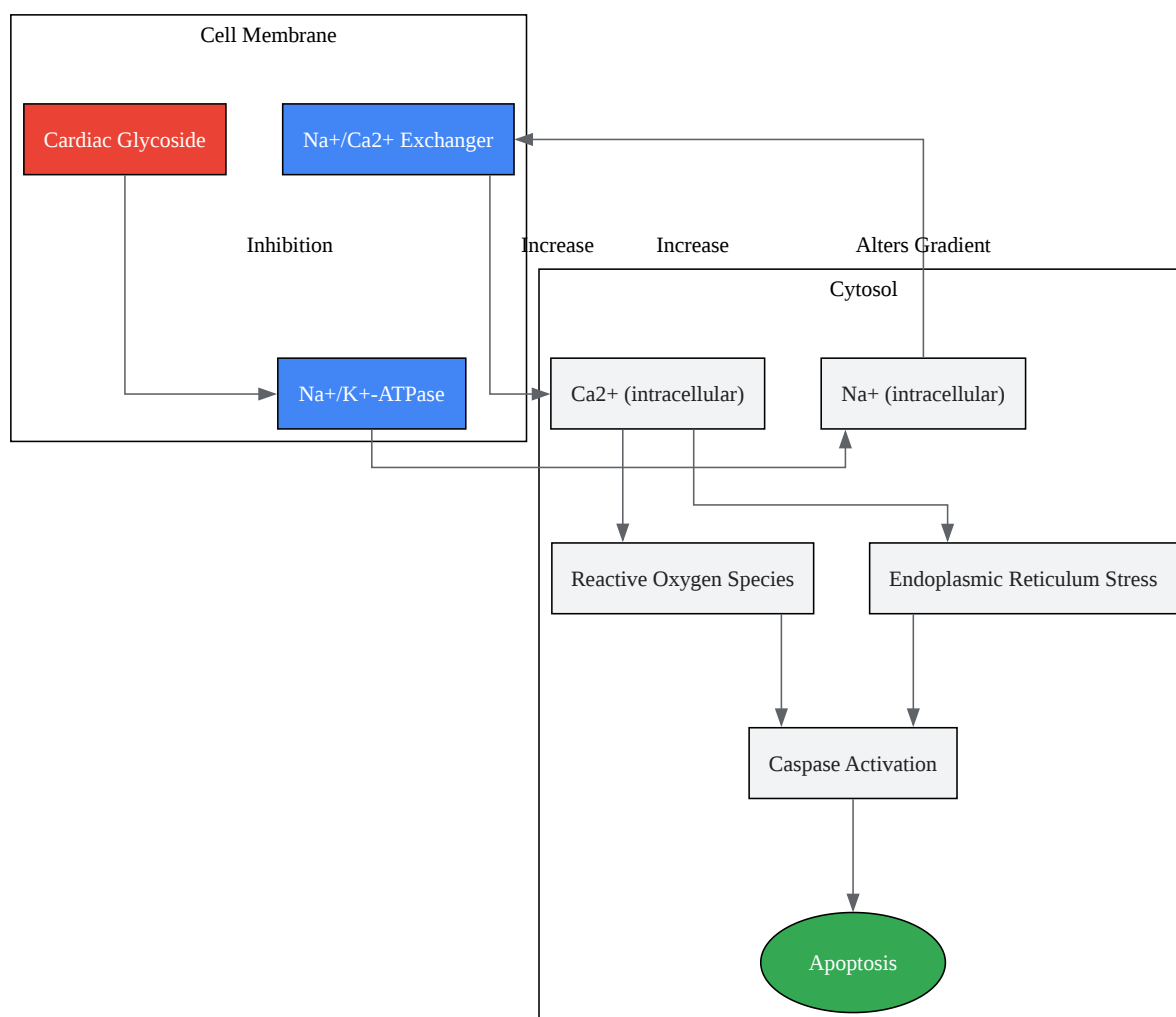 Cell Membrane
Cardiac Glycoside
Na+/Ca2+ Exchanger
Inhibition
Increase
Increase
Alters Gradient
Cytosol
Na+/K+-ATPase
Ca2+ (intracellular)
Na+ (intracellular)
Reactive Oxygen Species
Endoplasmic Reticulum Stress
Caspase Activation
Apoptosis